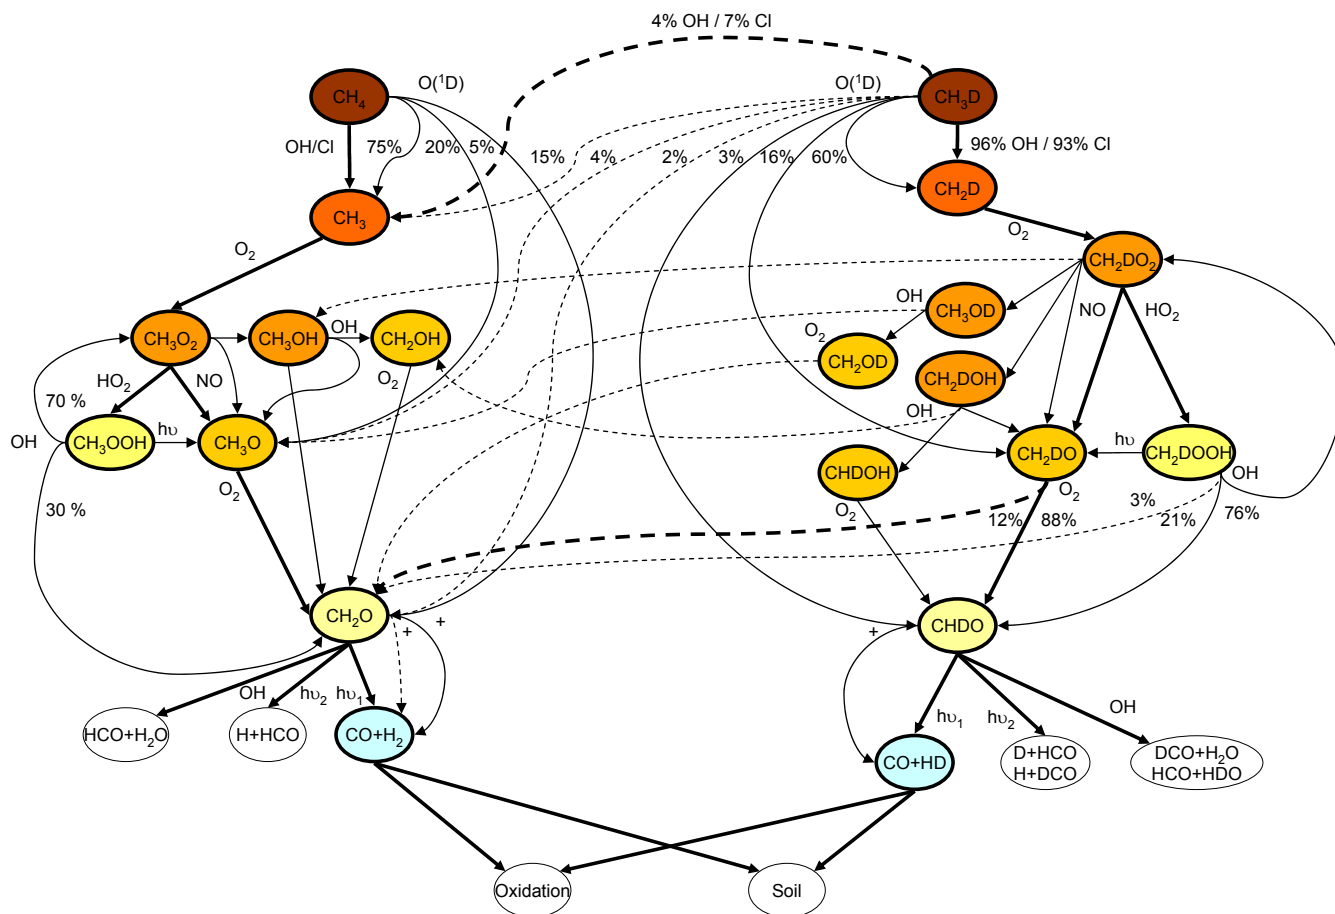 4% OH / 7% Cl
CH₄
O(¹D)
O(¹D)
CH₃D
OH/Cl
75%
20%
5%
15%
4%
2%
3%
16%
60%
96% OH / 93% Cl
CH₂D
CH₃
O₂
O₂
CH₂DO₂
CH₃O₂
CH₃OH
OH
CH₂OH
OH
CH₃OD
NO
HO₂
O₂
CH₂OD
CH₂DOH
HO₂
NO
O₂
70 %
OH
OH
CH₃OOH
hυ
CH₃O
CHDOH
CH₂DO
hυ
CH₂DOOH
OH
O₂
O₂
O₂
30 %
12%
88%
3%
21%
76%
CH₂O
+
+
+
CHDO
OH
hυ₂
hυ₁
hυ₁
hυ₂
OH
HCO+H₂O
H+HCO
CO+H₂
CO+HD
D+HCO
H+DCO
DCO+H₂O
HCO+HDO
Oxidation
Soil